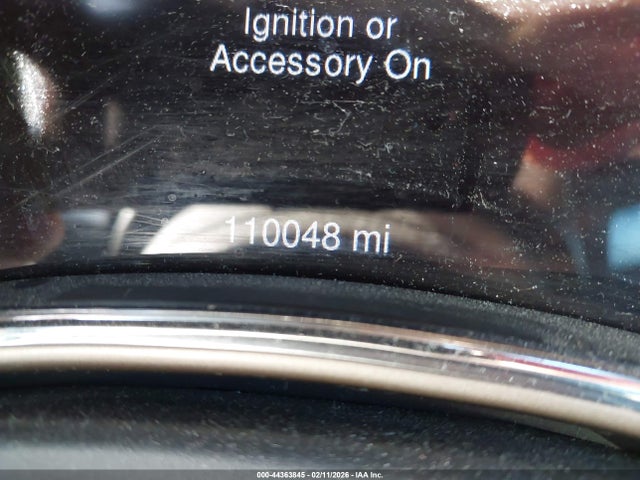 Ignition or
Accessory On
110048 mi
000-44363845 - 02/11/2026 - IAA Inc.